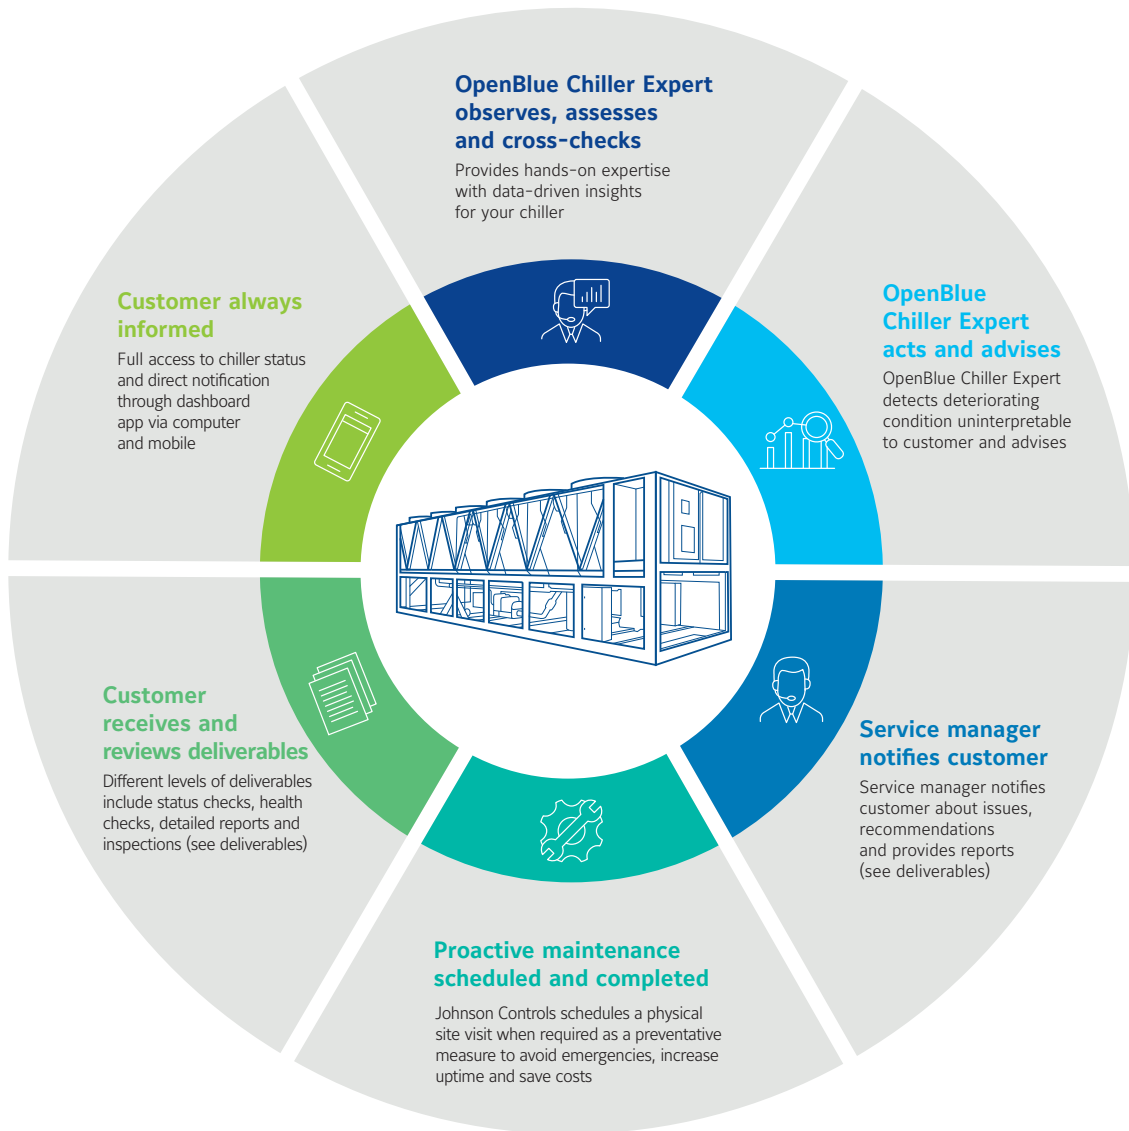 OpenBlue Chiller Expert
observes, assesses
and cross-checks
Provides hands-on expertise
with data-driven insights
for your chiller
OpenBlue
Chiller Expert
acts and advises
OpenBlue Chiller Expert
detects deteriorating
condition uninterpretable
to customer and advises
Service manager
notifies customer
Service manager notifies
customer about issues,
recommendations
and provides reports
(see deliverables)
Proactive maintenance
scheduled and completed
Johnson Controls schedules a physical
site visit when required as a preventative
measure to avoid emergencies, increase
uptime and save costs
Customer
receives and
reviews deliverables
Different levels of deliverables
include status checks, health
checks, detailed reports and
inspections (see deliverables)
Customer always
informed
Full access to chiller status
and direct notification
through dashboard
app via computer
and mobile